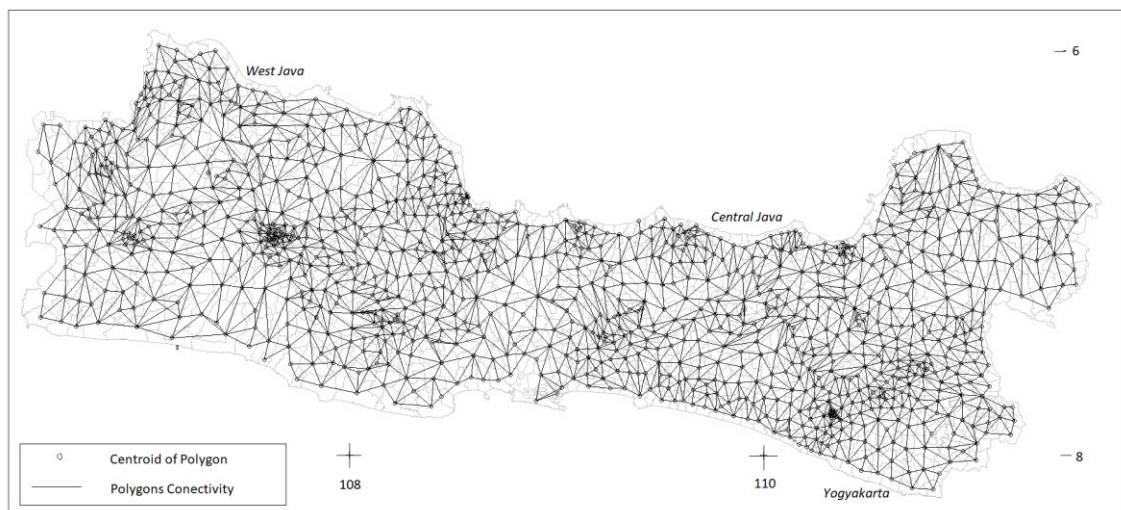 6
West Java
Central Java
Centroid of Polygon
8
Polygons Conectivity
108
110
Yogyakarta